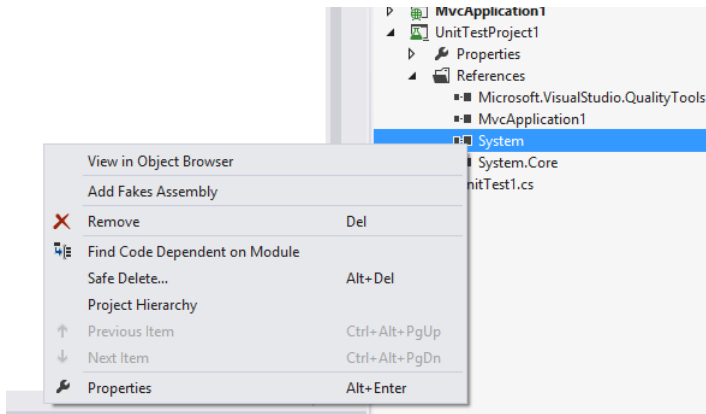 MvcApplication1
UnitTestProject1
Properties
References
Microsoft.VisualStudio.QualityTools
MvcApplication1
System
System.Core
nitTest1.cs
View in Object Browser
Add Fakes Assembly
Remove Del
Find Code Dependent on Module
Safe Delete... Alt+Del
Project Hierarchy
Previous Item Ctrl+Alt+PgUp
Next Item Ctrl+Alt+PgDn
Properties Alt+Enter